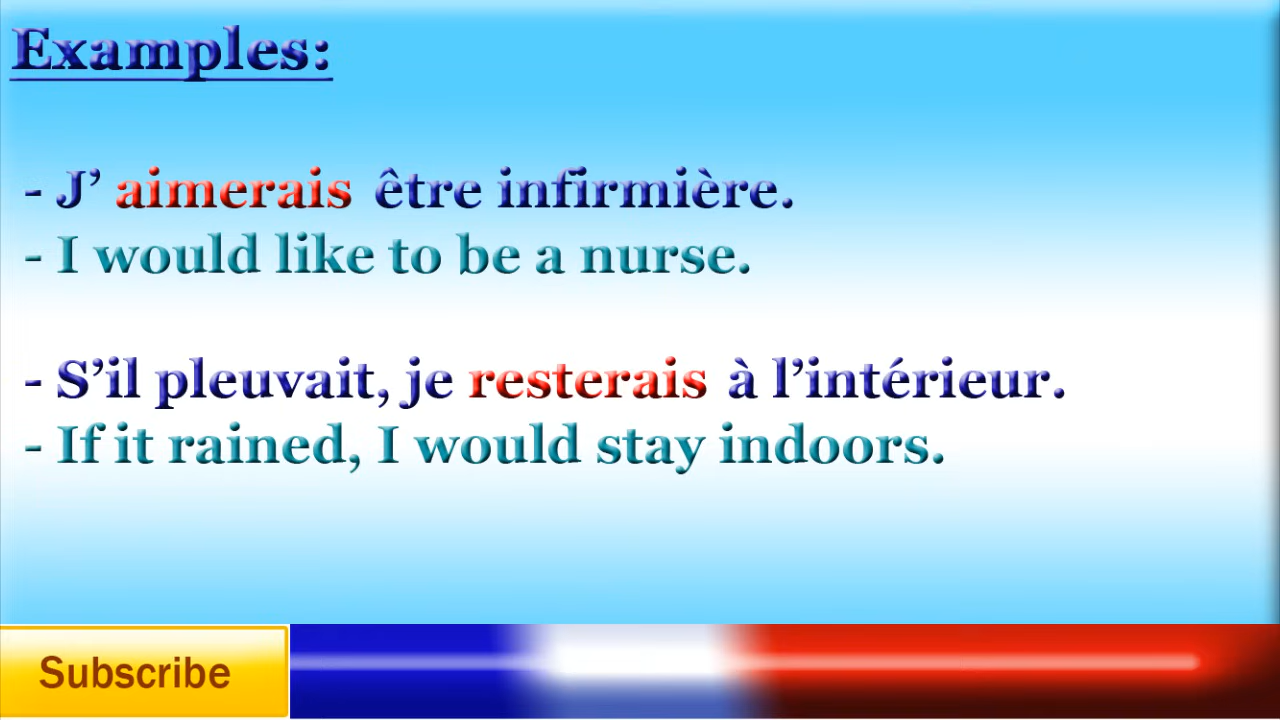 Examples:
- J’ aimerais être infirmière.
- I would like to be a nurse.
- S’il pleuvait, je resterais à l’intérieur.
- If it rained, I would stay indoors.
Subscribe